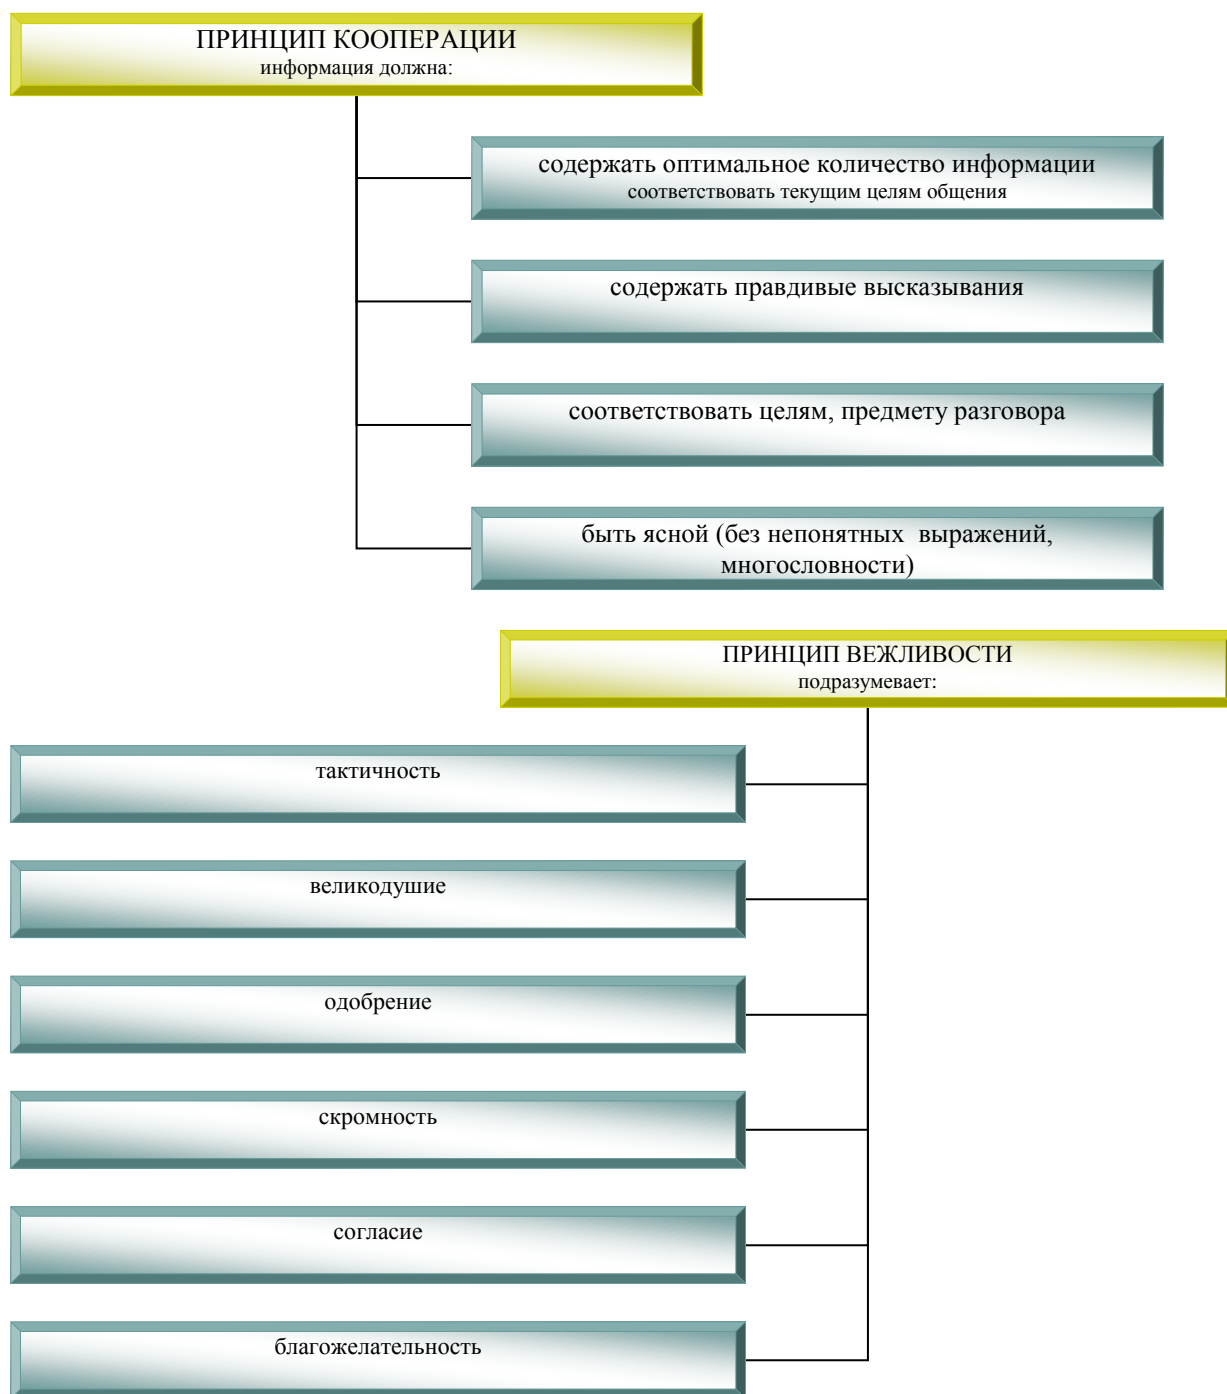 ПРИНЦИП КООПЕРАЦИИ
информация должна:
содержать оптимальное количество информации
соответствовать текущим целям общения
содержать правдивые высказывания
соответствовать целям, предмету разговора
быть ясной (без непонятных выражений,
многословности)
ПРИНЦИП ВЕЖЛИВОСТИ
подразумевает:
тактичность
великодушие
одобрение
скромность
согласие
благожелательность